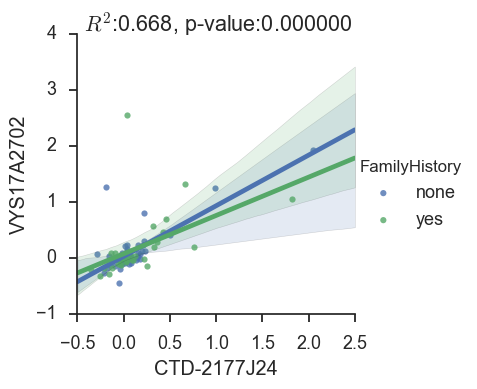 R²:0.668, p-value:0.000000
4
3
2
1
0
−1
VYS17A2702
−0.5 0.0 0.5 1.0 1.5 2.0 2.5
CTD-2177J24
FamilyHistory
none
yes